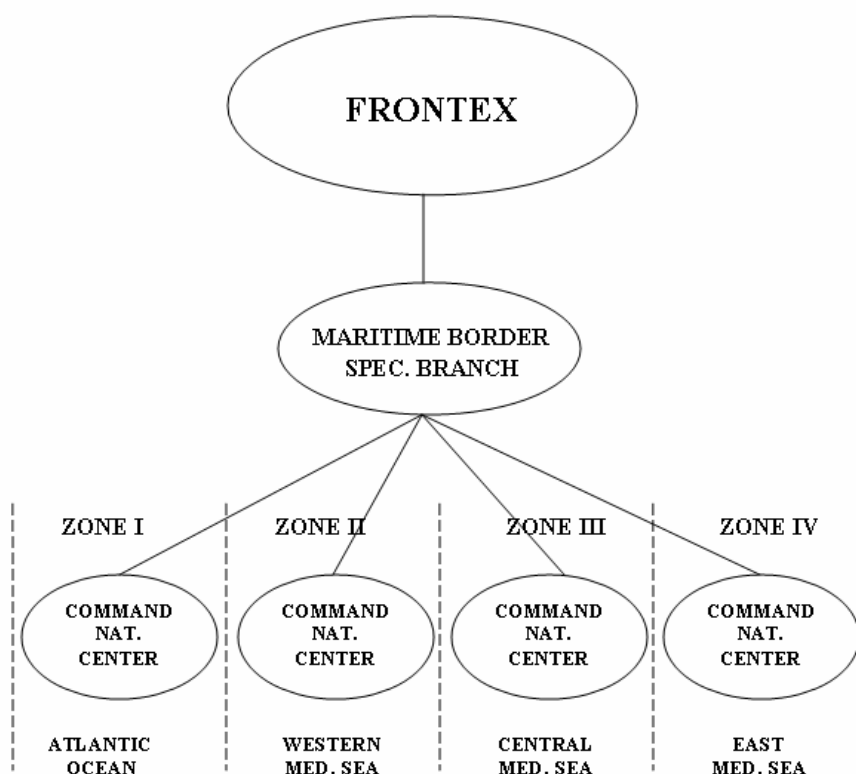 FRONTEX
MARITIME BORDER
SPEC. BRANCH
ZONE I
ZONE II
ZONE III
ZONE IV
COMMAND
NAT.
CENTER
COMMAND
NAT.
CENTER
COMMAND
NAT.
CENTER
COMMAND
NAT.
CENTER
ATLANTIC
OCEAN
WESTERN
MED. SEA
CENTRAL
MED. SEA
EAST
MED. SEA